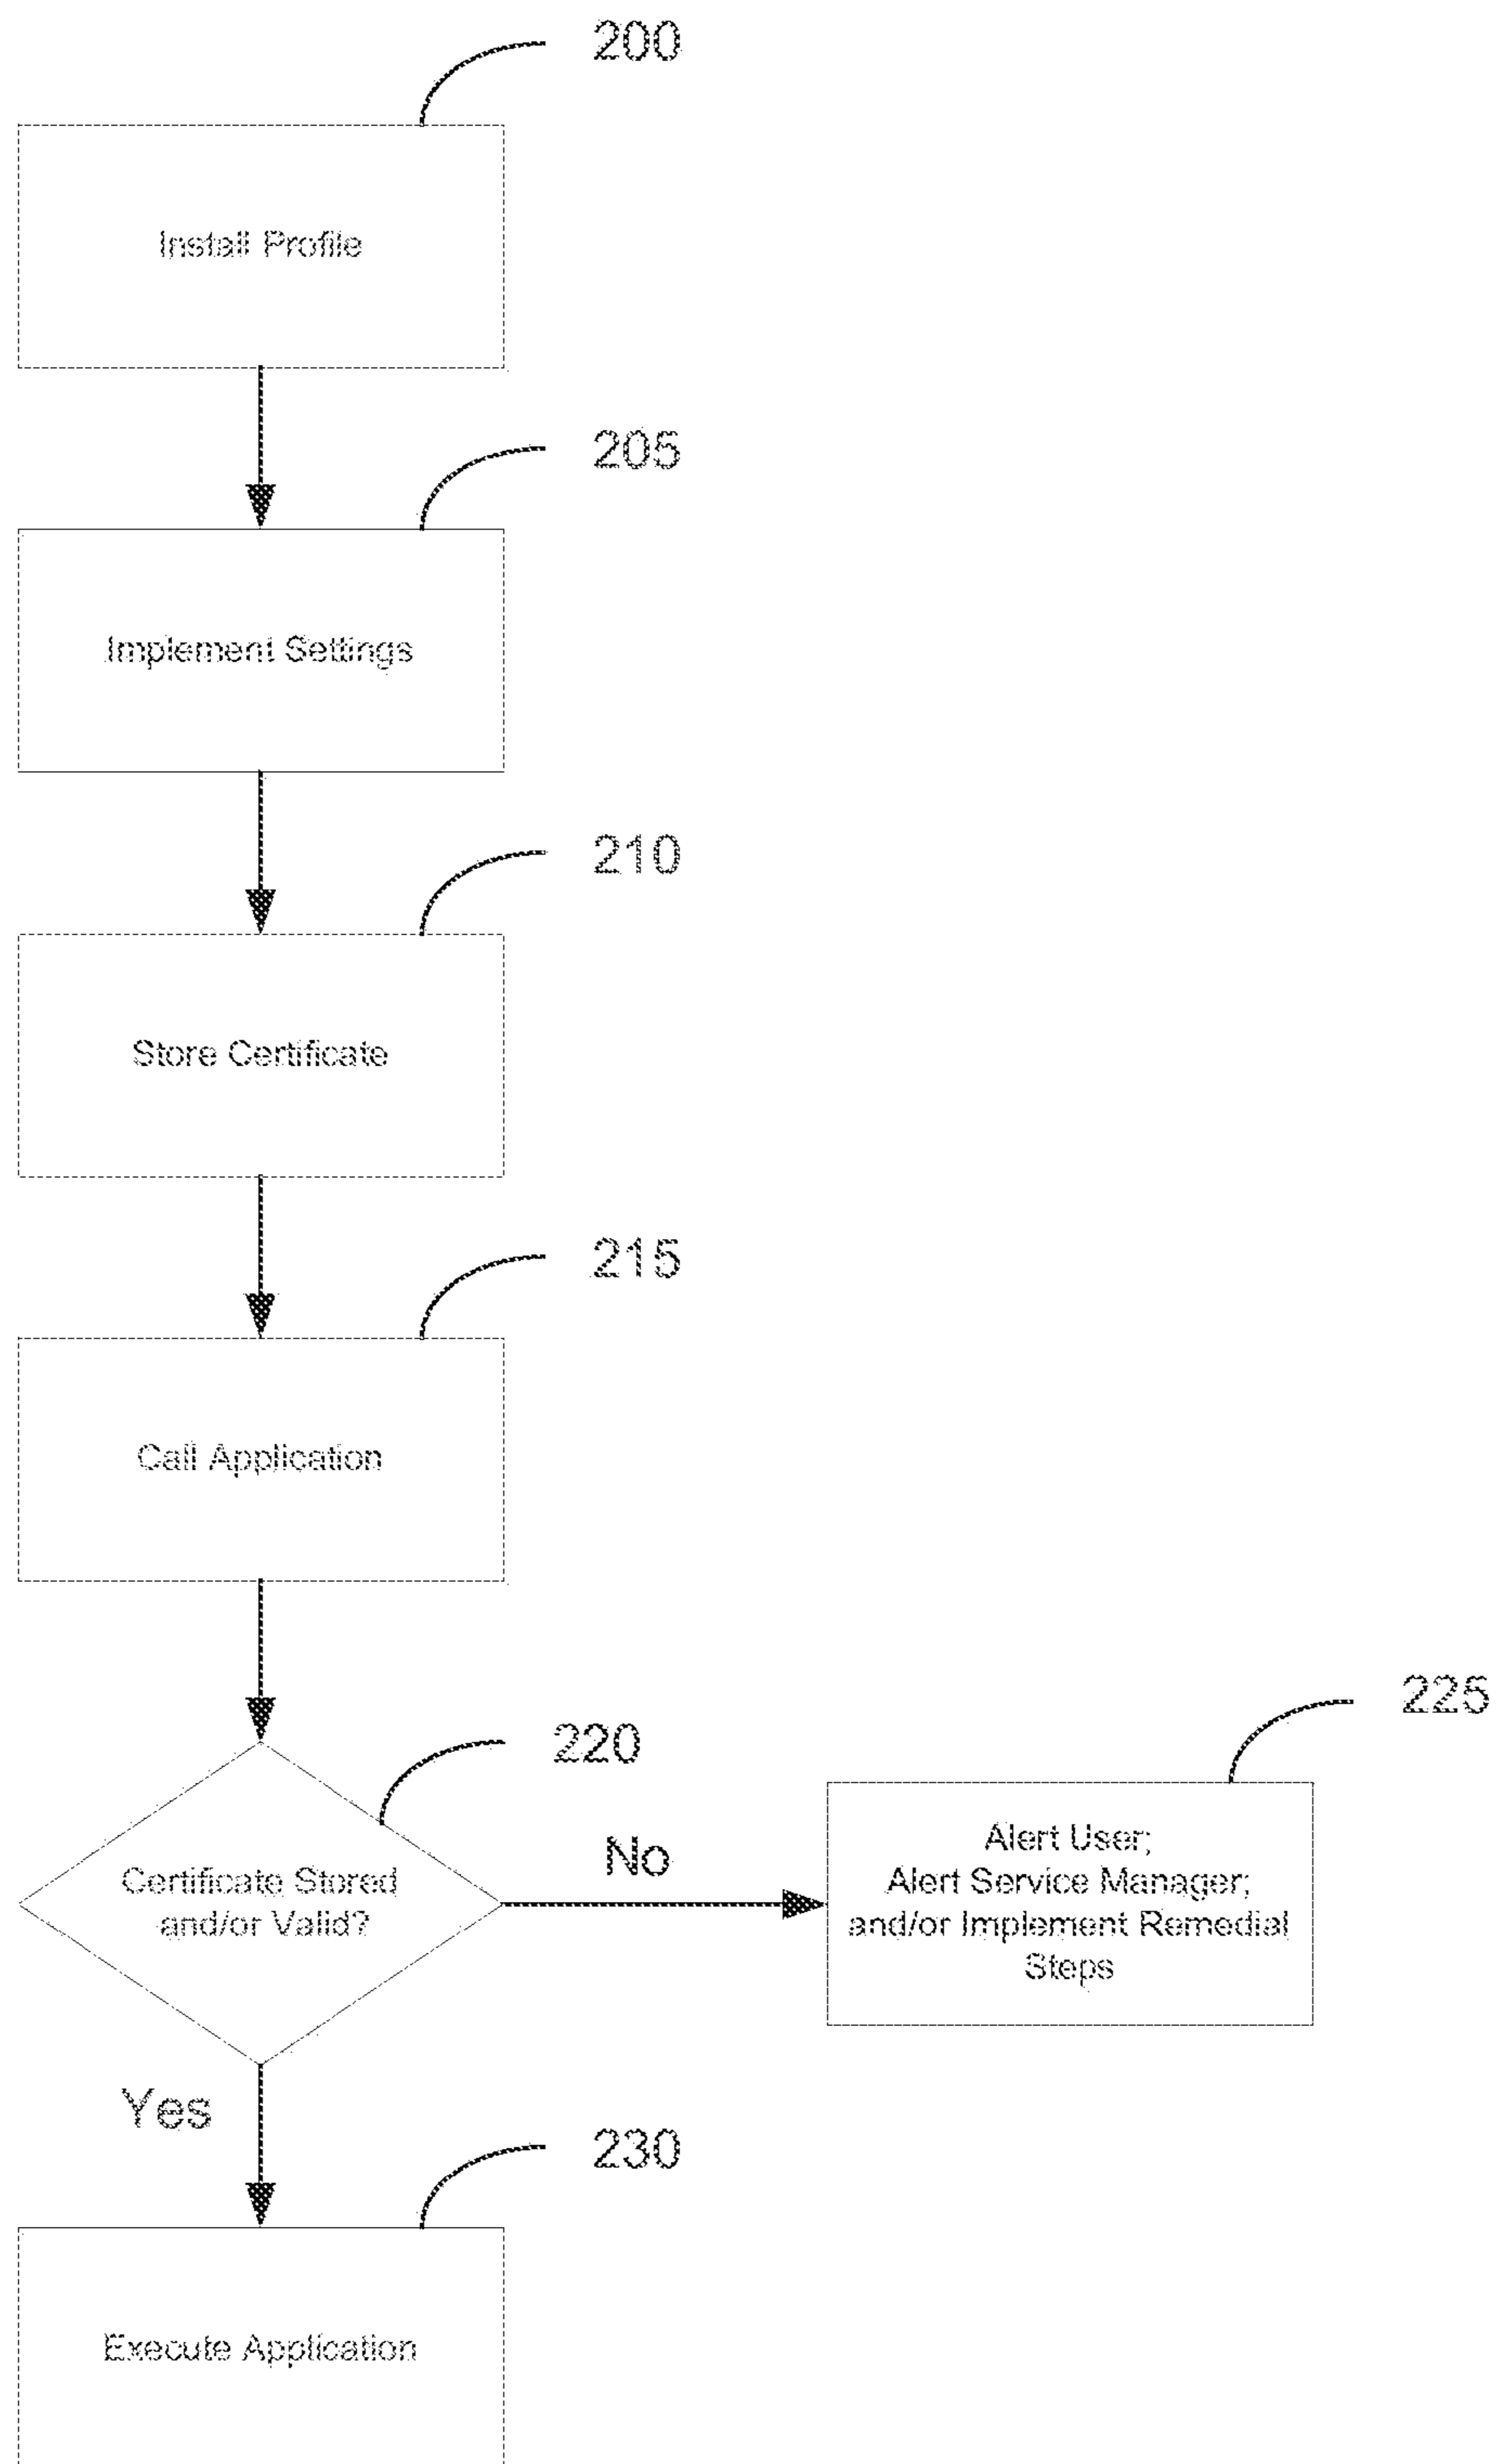 200
Install Profile
205
Implement Settings
210
Store Certificate
215
Call Application
220
Certificate Stored
and/or Valid?
No
225
Alert User;
Alert Service Manager;
and/or Implement Remedial
Steps
Yes
230
Execute Application